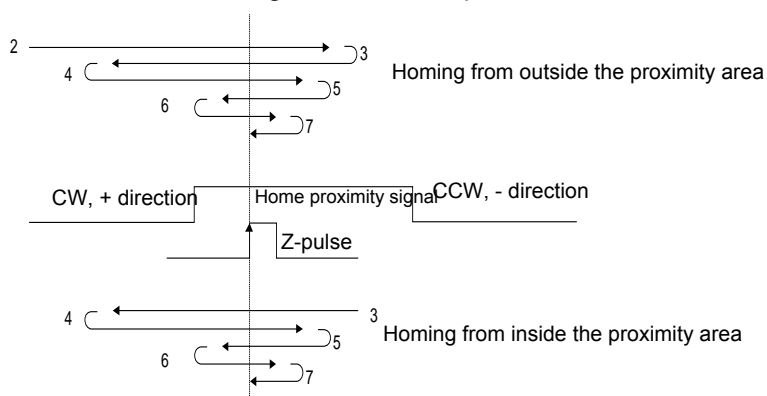 2
3
4
Homing from outside the proximity area
5
6
7
CW, + direction
Home proximity signal
CCW, - direction
Z-pulse
3
4
Homing from inside the proximity area
5
6
7